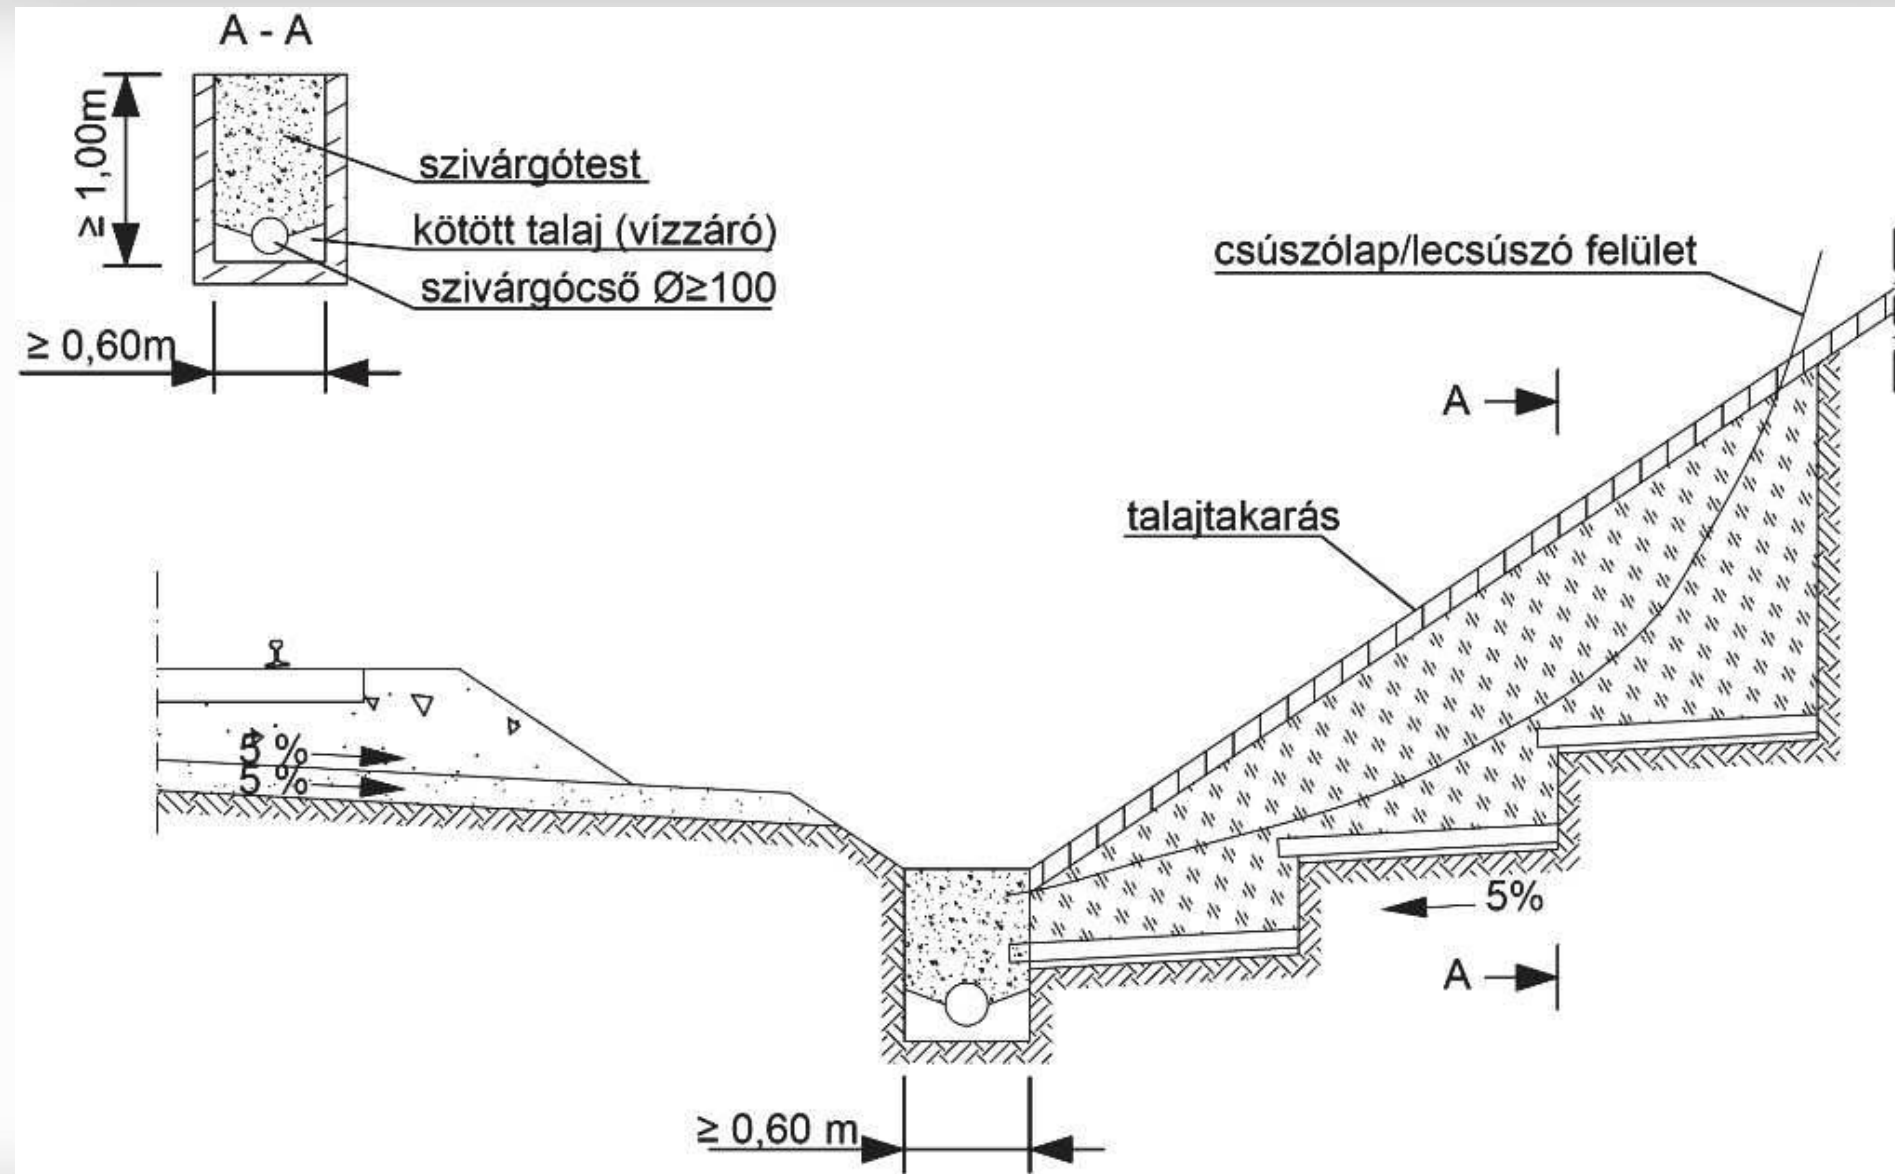 A - A
≥ 1,00m
szivárgótest
kötött talaj (vízzáró)
szivárgócső Ø≥100
≥ 0,60m
csúszólap/lecsúszó felület
A
talajtakarás
5 %
5 %
5%
A
≥ 0,60 m